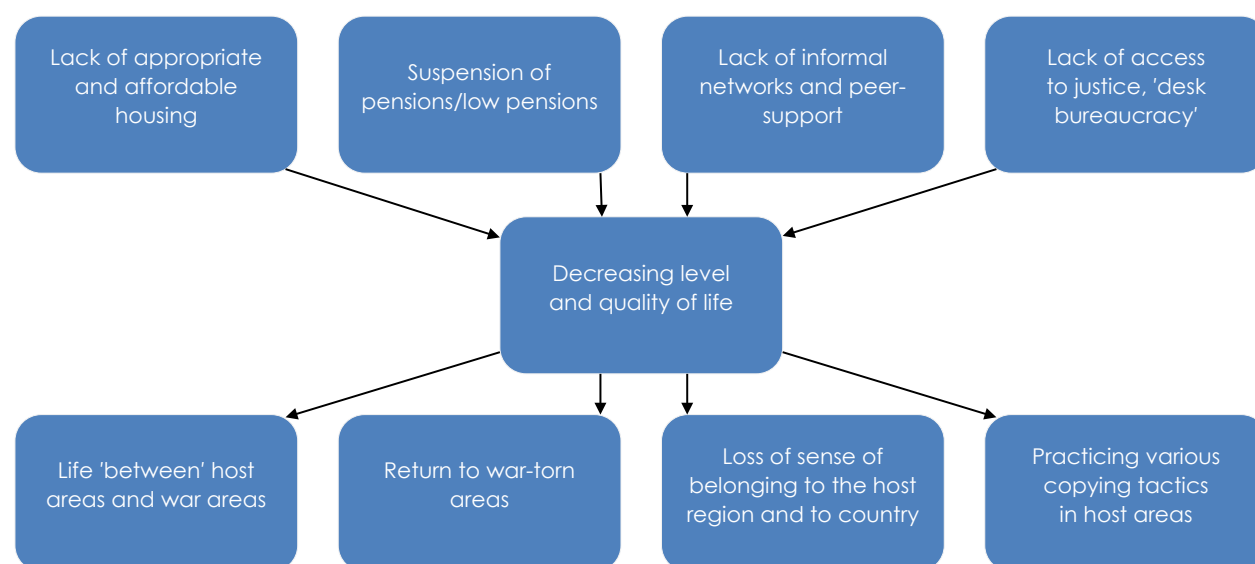 Lack of appropriate
and affordable
housing
Suspension of
pensions/low pensions
Lack of informal
networks and peer-
support
Lack of access
to justice, 'desk
bureaucracy'
Decreasing level
and quality of life
Life 'between' host
areas and war areas
Return to war-torn
areas
Loss of sense of
belonging to the host
region and to country
Practicing various
copying tactics
in host areas